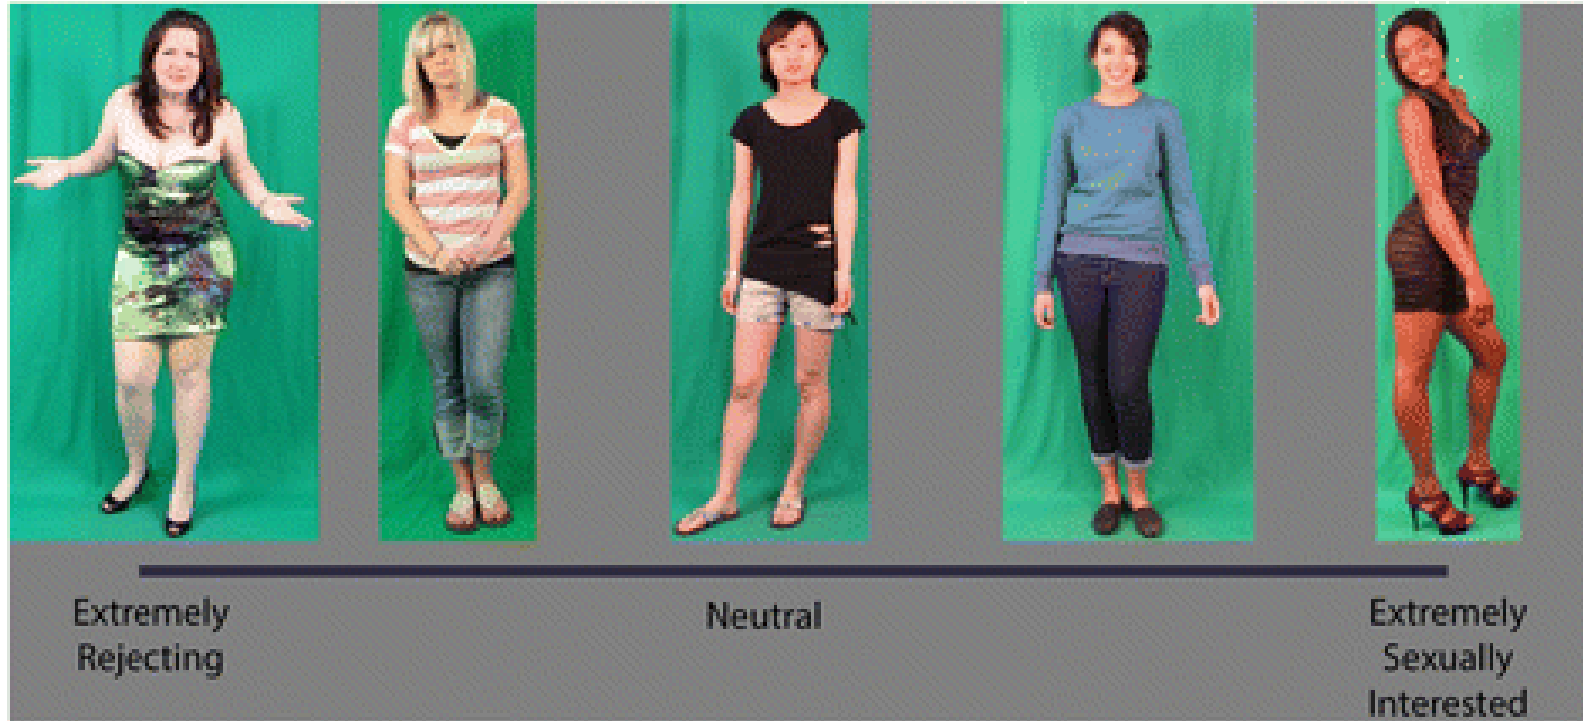 Extremely
Rejecting
Neutral
Extremely
Sexually
Interested